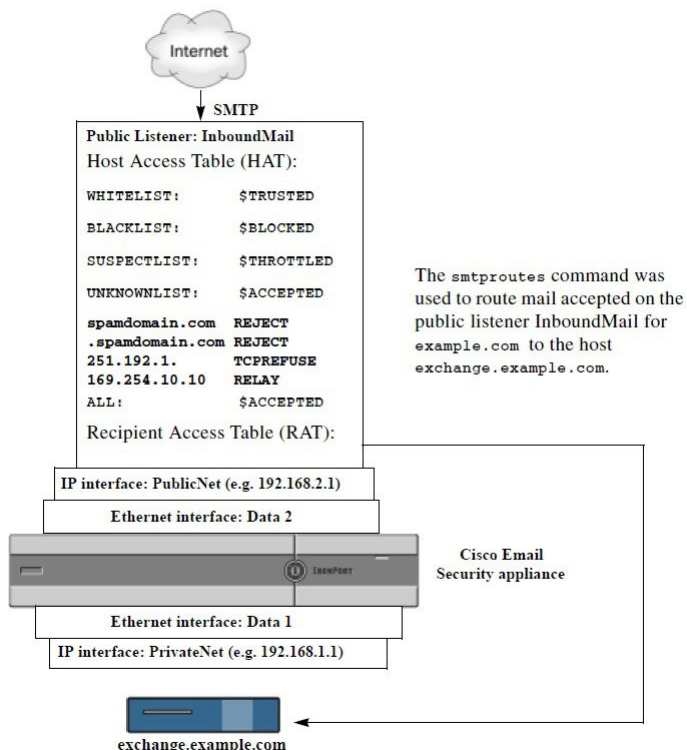 Internet
SMTP
Public Listener: InboundMail
Host Access Table (HAT):
WHITELIST: $TRUSTED
BLACKLIST: $BLOCKED
SUSPECTLIST: $THROTTLED
UNKNOWNLIST: $ACCEPTED
spamdomain.com REJECT
.spamdomain.com REJECT
251.192.1. TCPREFUSE
169.254.10.10 RELAY
ALL: $ACCEPTED
Recipient Access Table (RAT):
The smtproutes command was
used to route mail accepted on the
public listener InboundMail for
example.com to the host
exchange.example.com.
IP interface: PublicNet (e.g. 192.168.2.1)
Ethernet interface: Data 2
IRONPORT
Cisco Email
Security appliance
Ethernet interface: Data 1
IP interface: PrivateNet (e.g. 192.168.1.1)
exchange.example.com